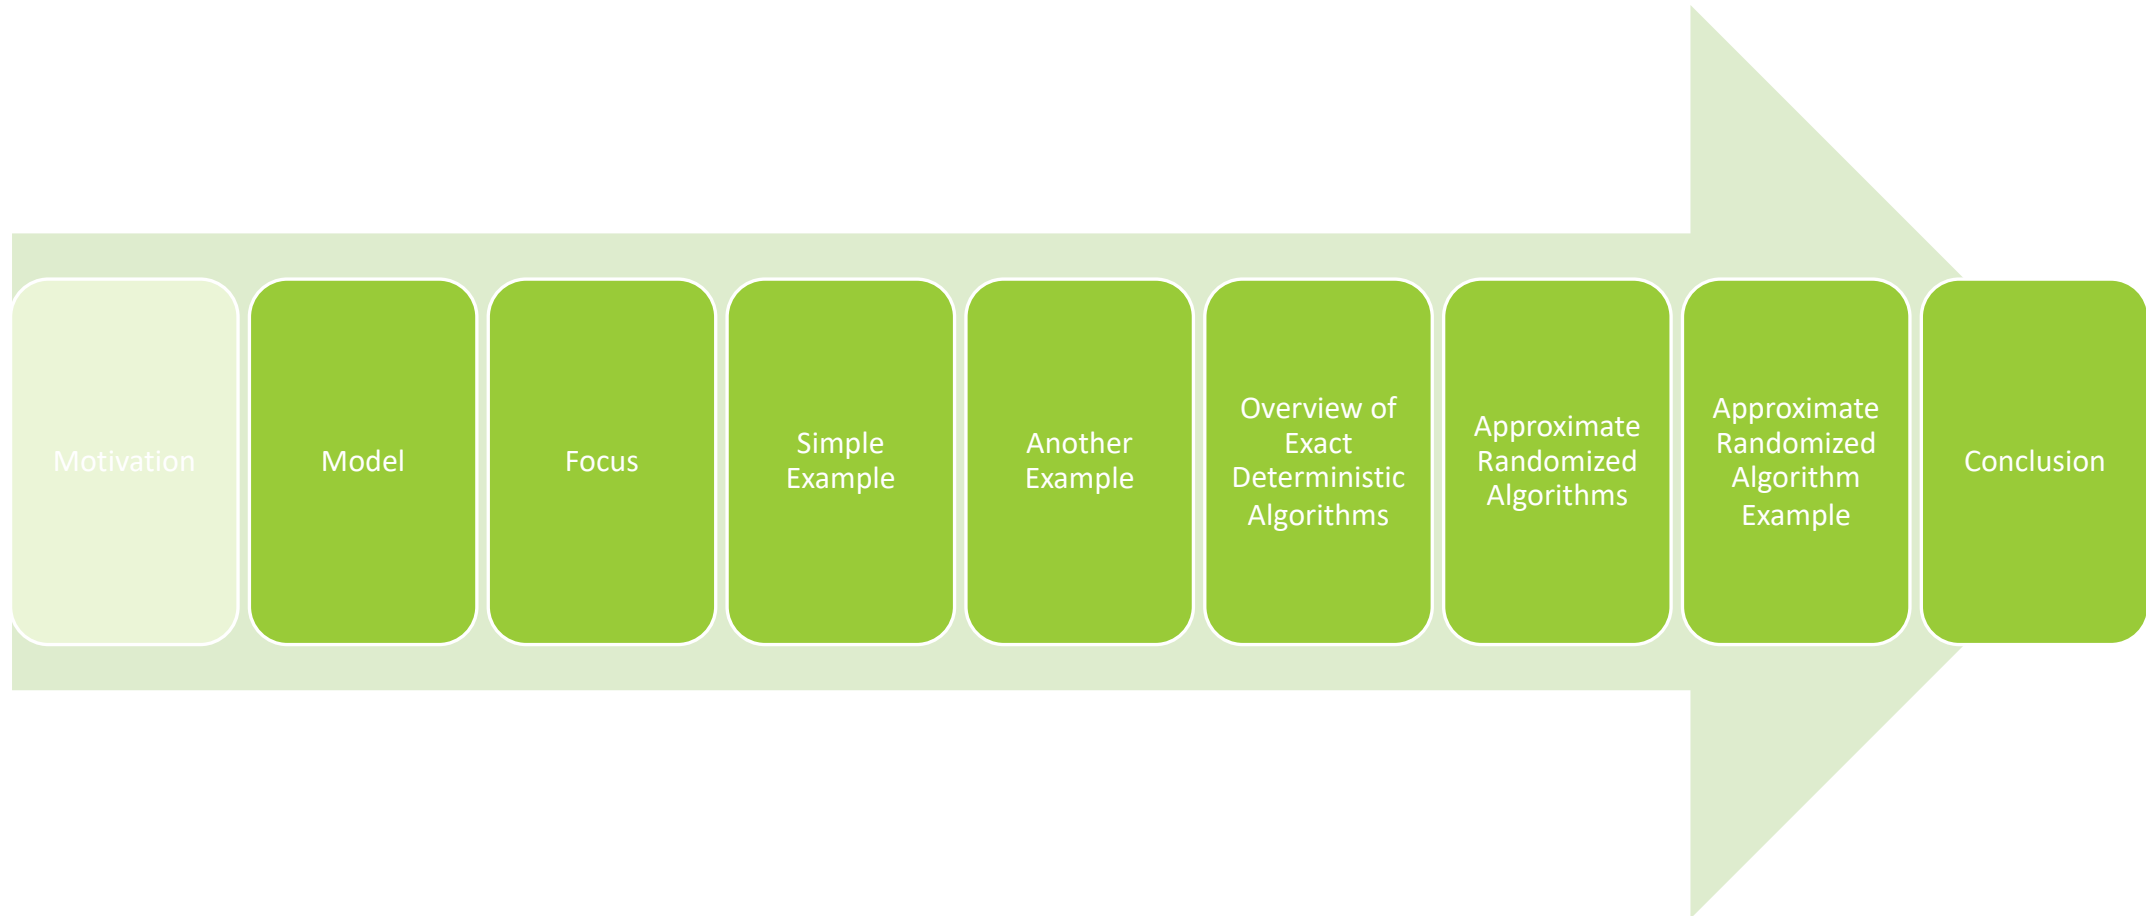 Motivation
Model
Focus
Simple
Example
Another
Example
Overview of
Exact
Deterministic
Algorithms
Approximate
Randomized
Algorithms
Approximate
Randomized
Algorithm
Example
Conclusion